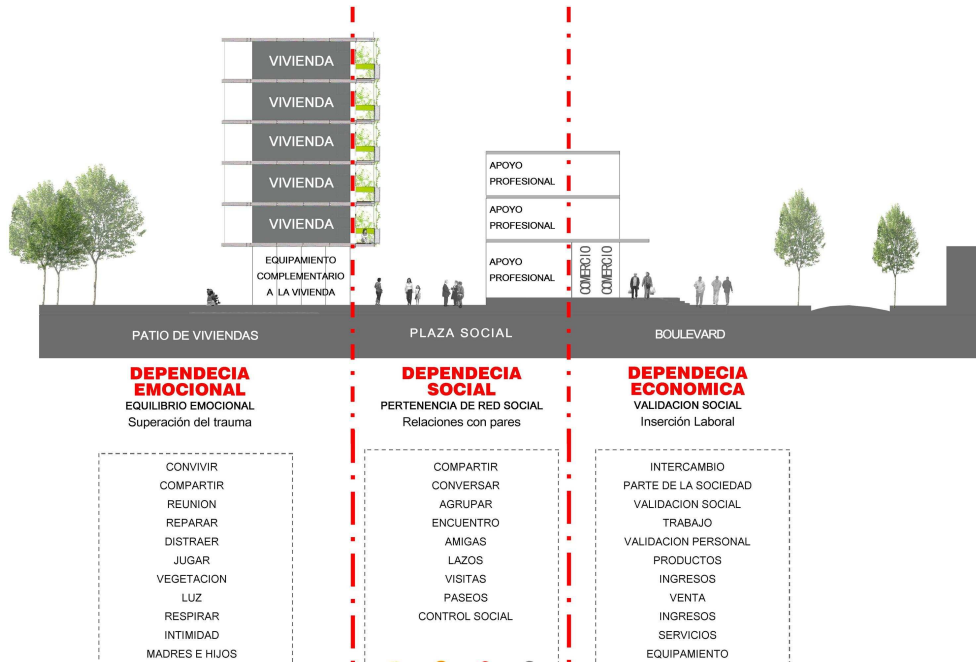 VIVIENDA
VIVIENDA
VIVIENDA
VIVIENDA
VIVIENDA
EQUIPAMIENTO
COMPLEMENTARIO
A LA VIVIENDA
APOYO
PROFESIONAL
APOYO
PROFESIONAL
APOYO
PROFESIONAL
COMERCIO
COMERCIO
PATIO DE VIVIENDAS
PLAZA SOCIAL
BOULEVARD
DEPENDECIA
EMOCIONAL
EQUILIBRIO EMOCIONAL
Superación del trauma
CONVIVIR
COMPARTIR
REUNION
REPARAR
DISTRAER
JUGAR
VEGETACION
LUZ
RESPIRAR
INTIMIDAD
MADRES E HIJOS
DEPENDECIA
SOCIAL
PERTENENCIA DE RED SOCIAL
Relaciones con pares
COMPARTIR
CONVERSAR
AGRUPAR
ENCUENTRO
AMIGAS
LAZOS
VISITAS
PASEOS
CONTROL SOCIAL
DEPENDECIA
ECONOMICA
VALIDACION SOCIAL
Inserción Laboral
INTERCAMBIO
PARTE DE LA SOCIEDAD
VALIDACION SOCIAL
TRABAJO
VALIDACION PERSONAL
PRODUCTOS
INGRESOS
VENTA
INGRESOS
SERVICIOS
EQUIPAMIENTO